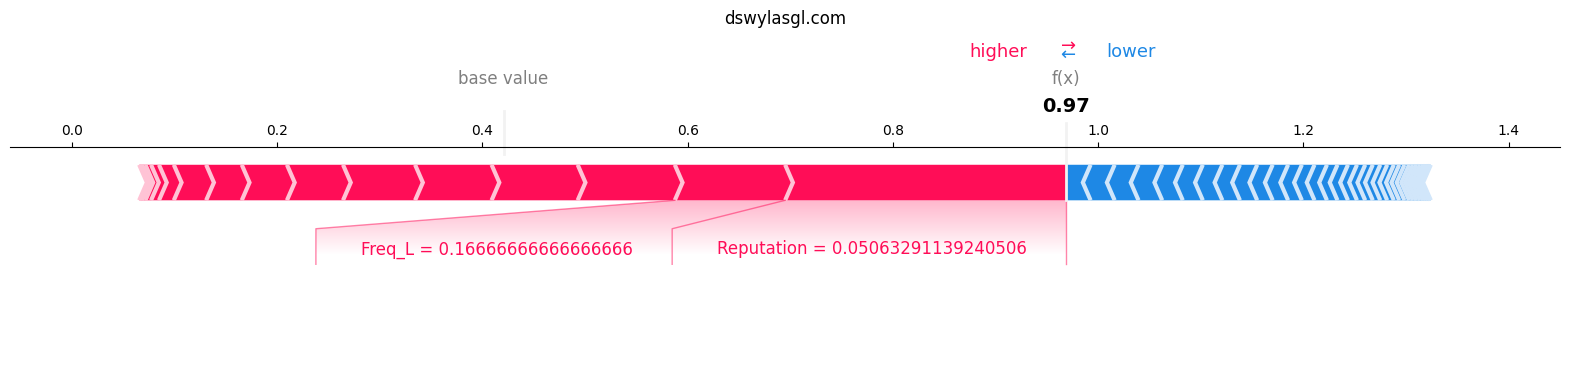 dswylasgl.com
higher → ← lower
base value f(x)
0.97
0.0 0.2 0.4 0.6 0.8 1.0 1.2 1.4
Freq_L = 0.16666666666666666 Reputation = 0.05063291139240506